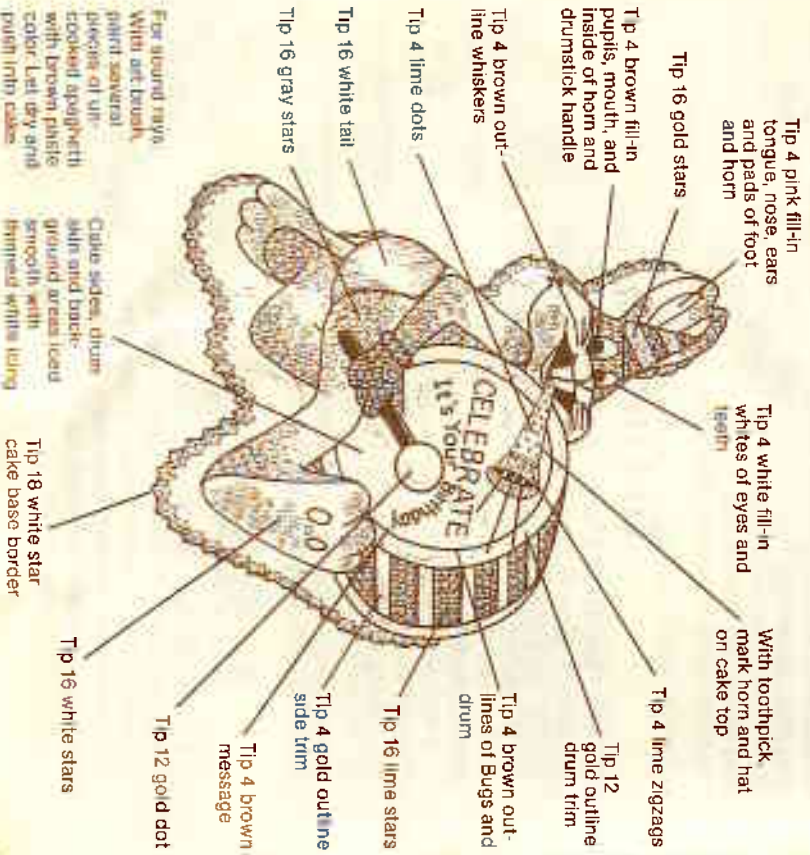 Tip 4 pink fill-in
tongue, nose, ears
and pads of foot
and horn
Tip 16 gold stars
Tip 4 brown fill-in
pupils, mouth, and
inside of horn and
drumstick handle
Tip 4 brown out-
line whiskers
Tip 4 lime dots
Tip 16 white tail
Tip 16 gray stars
For sound rays
With art brush,
paint several
pieces of un-
cooked spaghetti
with brown paste
color. Let dry and
push into cake.
Tip 4 white fill-in
whites of eyes and
teeth
With toothpick,
mark horn and hat
on cake top
Tip 4 lime zigzags
Tip 12
gold outline
drum trim
Tip 4 brown out-
lines of Bugs and
drum
Tip 16 lime stars
Tip 4 gold outline
side trim
Tip 4 brown
message
Tip 12 gold dot
Tip 16 white stars
Tip 18 white star
cake base border
Cake sides, drum
skin and back-
ground areas iced
smooth with
thinned white icing
CELEBRATE
It's Your Birthday